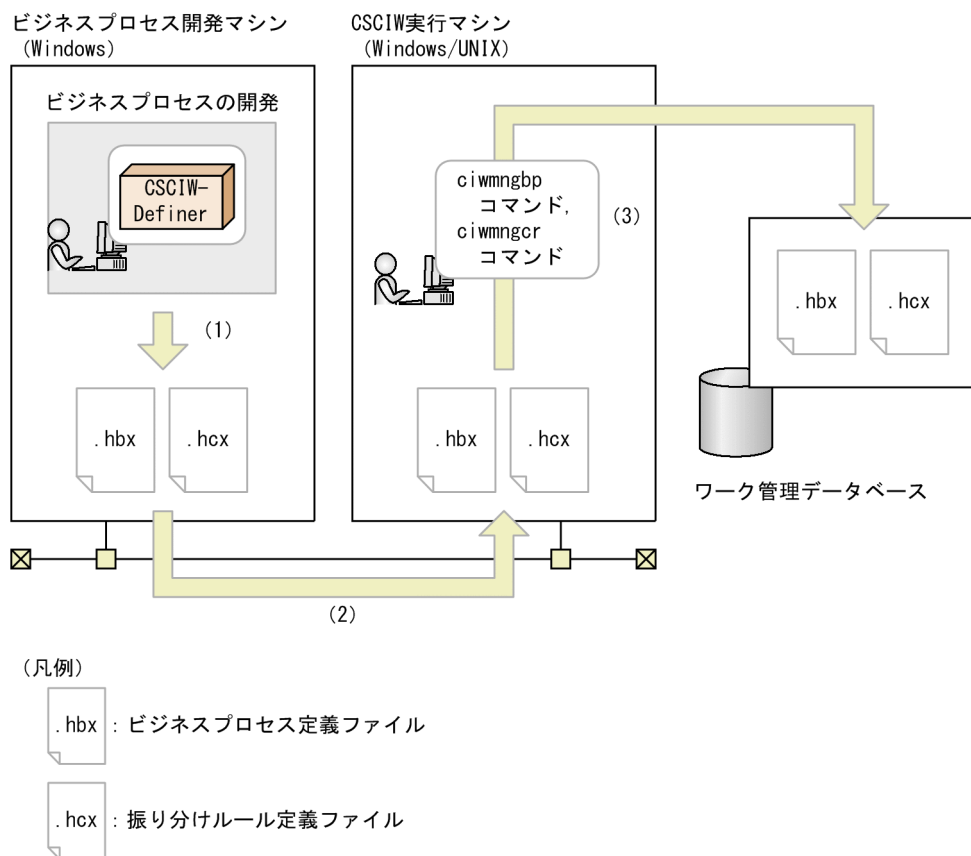 ビジネスプロセス開発マシン
（Windows）
CSCIW実行マシン
（Windows/UNIX）
ビジネスプロセスの開発
CSCIW-
Definer
ciwmngbp
コマンド,
ciwmngcr
コマンド
(3)
(1)
.hbx
.hcx
.hbx
.hcx
.hbx
.hcx
ワーク管理データベース
(2)
（凡例）
.hbx：ビジネスプロセス定義ファイル
.hcx：振り分けルール定義ファイル